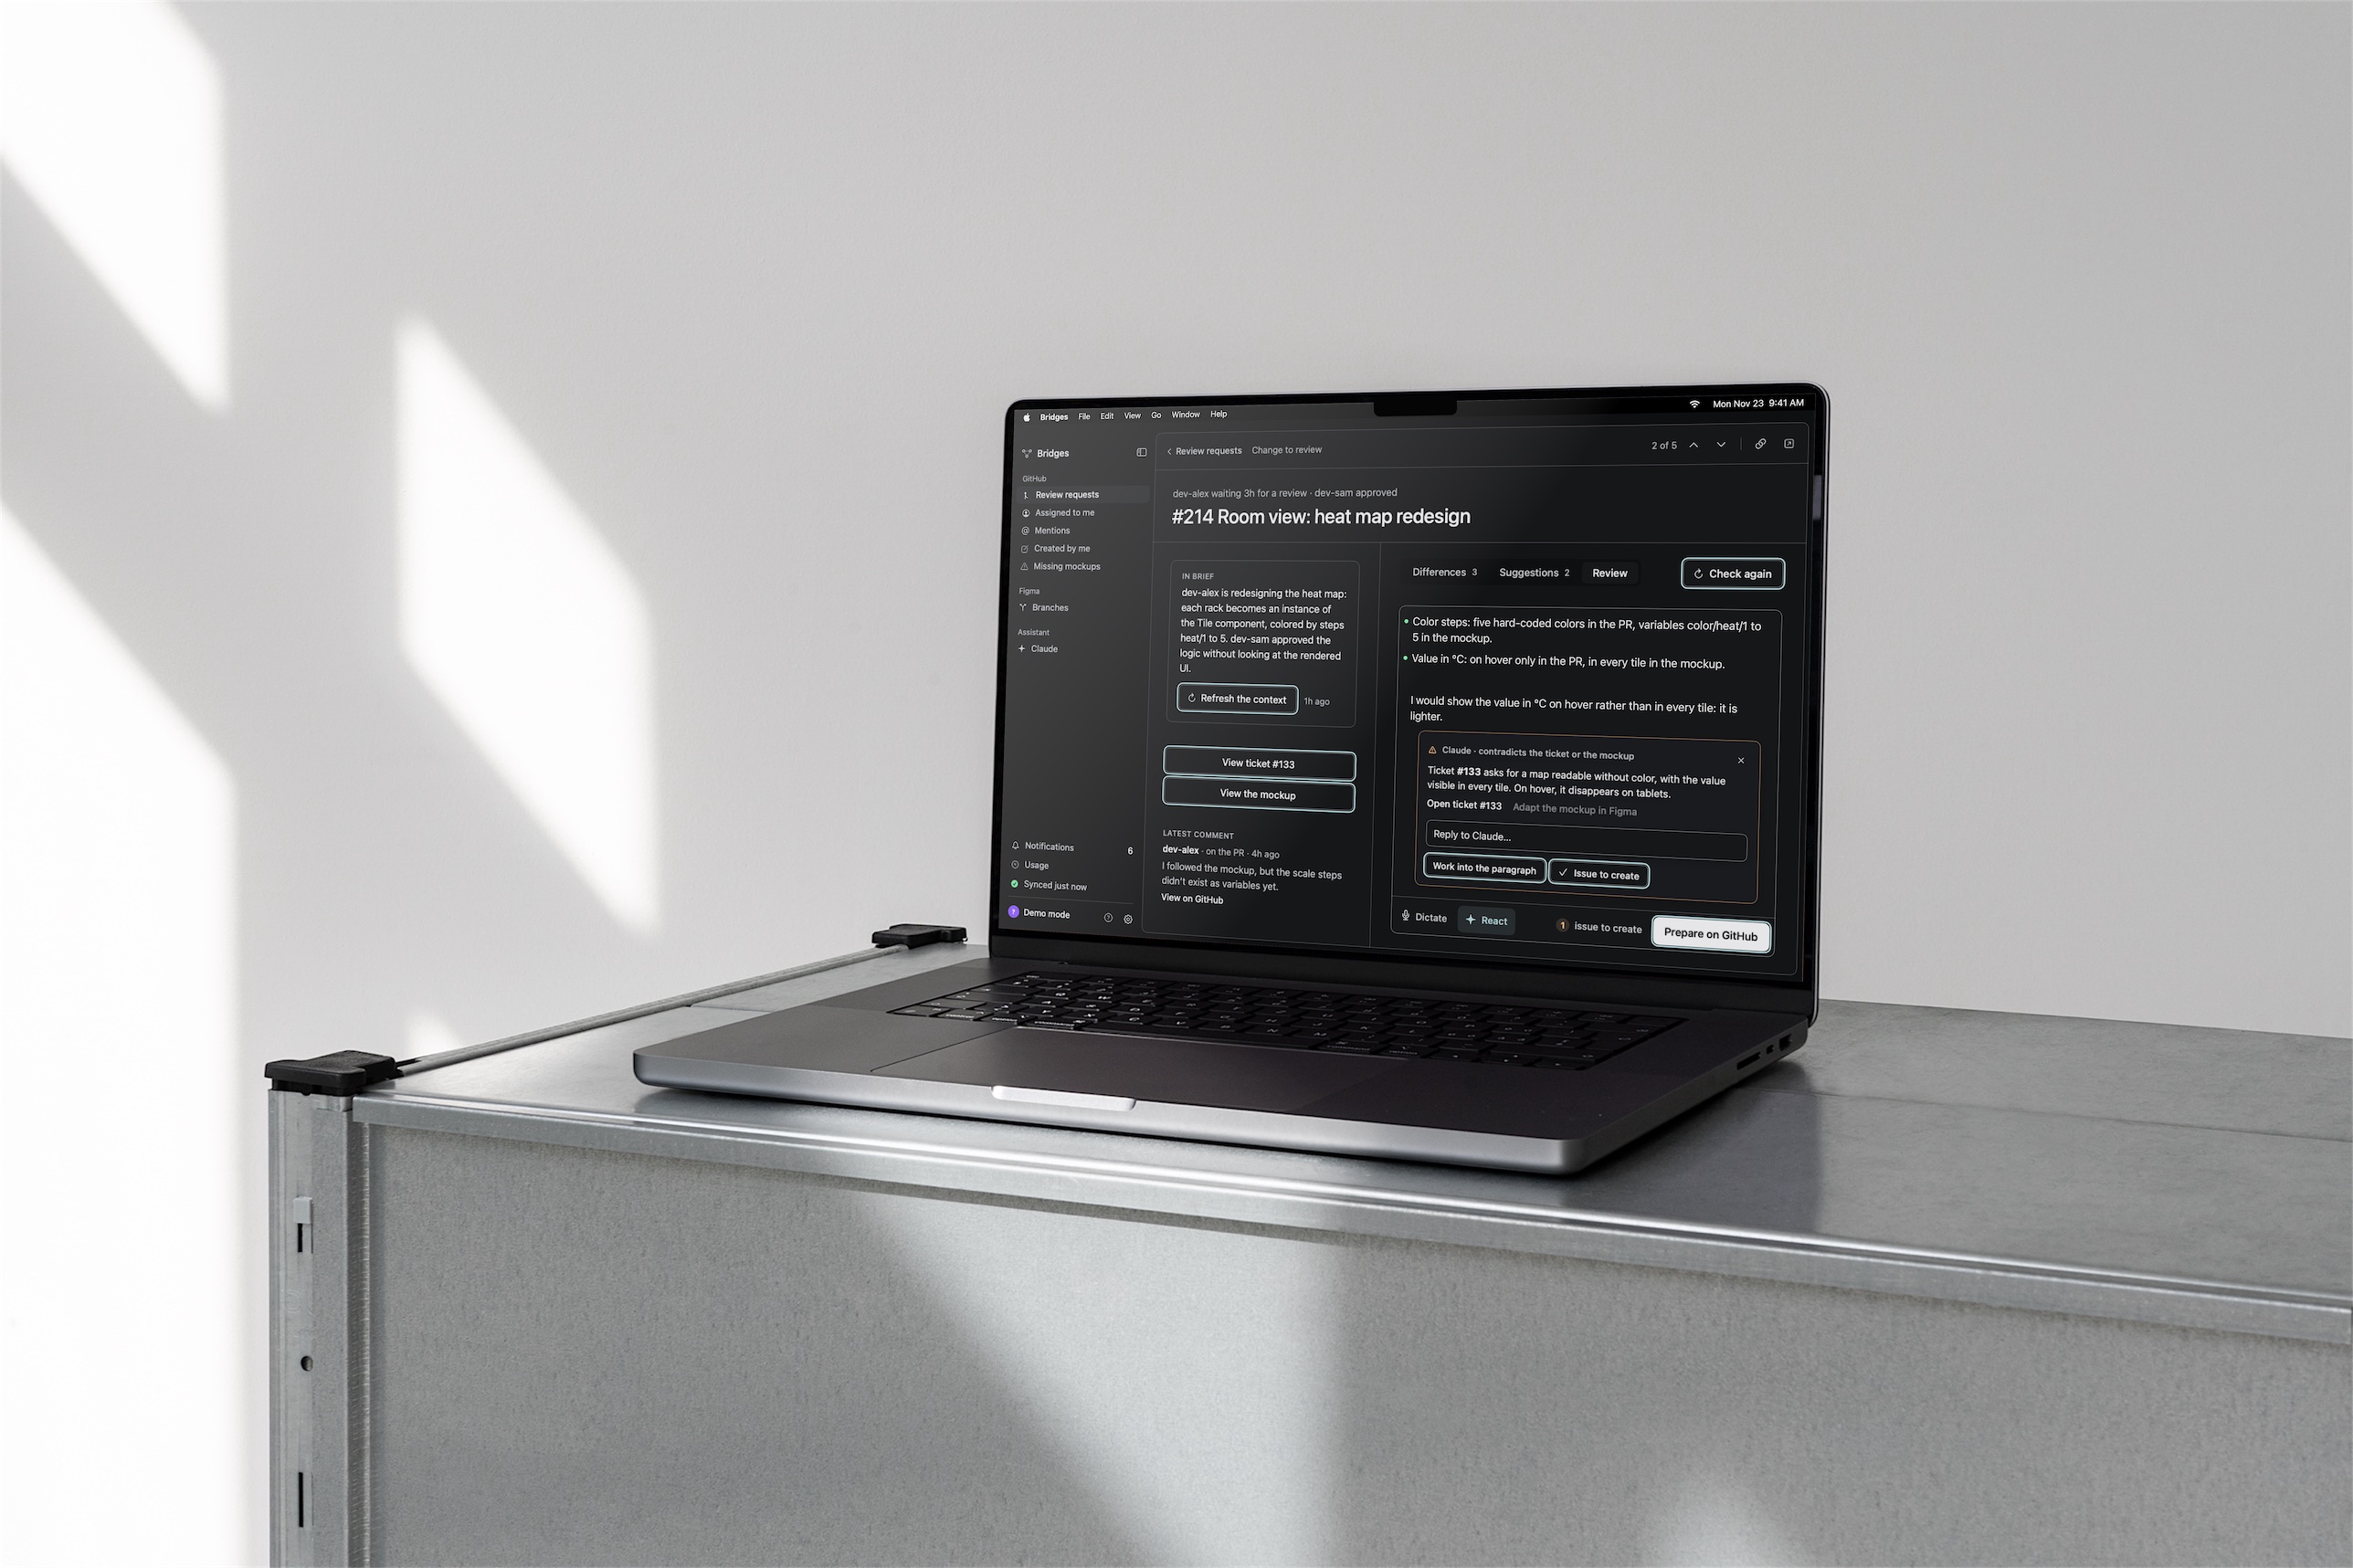 Bridges File Edit View Go Window Help
Mon Nov 23 9:41 AM
Bridges
GitHub
Review requests
Assigned to me
Mentions
Created by me
Missing mockups
Figma
Branches
Assistant
Claude
Notifications 6
Usage
Synced just now
Demo mode
Review requests Change to review
2 of 5
dev-alex waiting 3h for a review · dev-sam approved
#214 Room view: heat map redesign
IN BRIEF
dev-alex is redesigning the heat map:
each rack becomes an instance of
the Tile component, colored by steps
heat/1 to 5. dev-sam approved the
logic without looking at the rendered
UI.
Refresh the context 1h ago
View ticket #133
View the mockup
LATEST COMMENT
dev-alex · on the PR · 4h ago
I followed the mockup, but the scale steps
didn't exist as variables yet.
View on GitHub
Differences 3 Suggestions 2 Review
Check again
Color steps: five hard-coded colors in the PR, variables color/heat/1 to
5 in the mockup.
Value in °C: on hover only in the PR, in every tile in the mockup.
I would show the value in °C on hover rather than in every tile: it is
lighter.
Claude · contradicts the ticket or the mockup
Ticket #133 asks for a map readable without color, with the value
visible in every tile. On hover, it disappears on tablets.
Open ticket #133 Adapt the mockup in Figma
Reply to Claude...
Work into the paragraph Issue to create
Dictate React 1 issue to create Prepare on GitHub